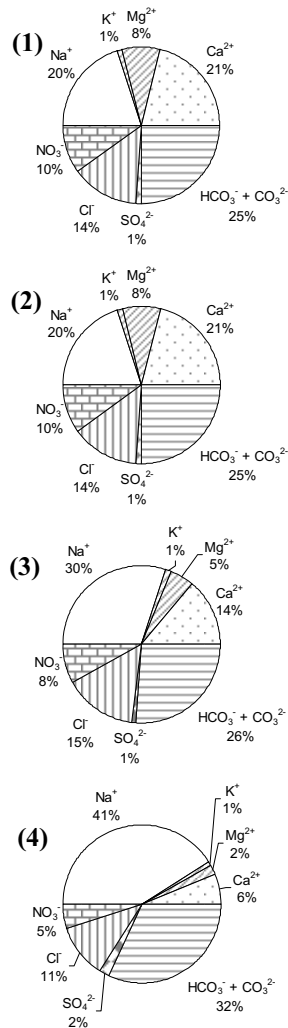 (1)
K⁺
1%
Mg²⁺
8%
Na⁺
20%
Ca²⁺
21%
NO₃⁻
10%
Cl⁻
14%
SO₄²⁻
1%
HCO₃⁻ + CO₃²⁻
25%
(2)
K⁺
1%
Mg²⁺
8%
Na⁺
20%
Ca²⁺
21%
NO₃⁻
10%
Cl⁻
14%
SO₄²⁻
1%
HCO₃⁻ + CO₃²⁻
25%
(3)
Na⁺
30%
K⁺
1%
Mg²⁺
5%
Ca²⁺
14%
NO₃⁻
8%
Cl⁻
15%
SO₄²⁻
1%
HCO₃⁻ + CO₃²⁻
26%
(4)
Na⁺
41%
K⁺
1%
Mg²⁺
2%
Ca²⁺
6%
NO₃⁻
5%
Cl⁻
11%
SO₄²⁻
2%
HCO₃⁻ + CO₃²⁻
32%